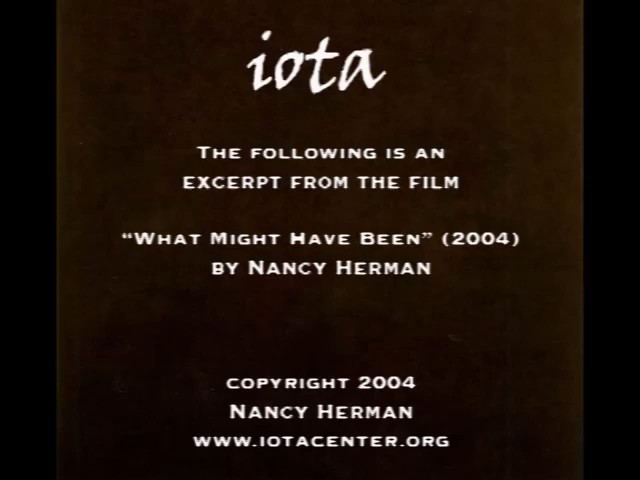 iota
THE FOLLOWING IS AN
EXCERPT FROM THE FILM
“WHAT MIGHT HAVE BEEN” (2004)
BY NANCY HERMAN
COPYRIGHT 2004
NANCY HERMAN
WWW.IOTACENTER.ORG